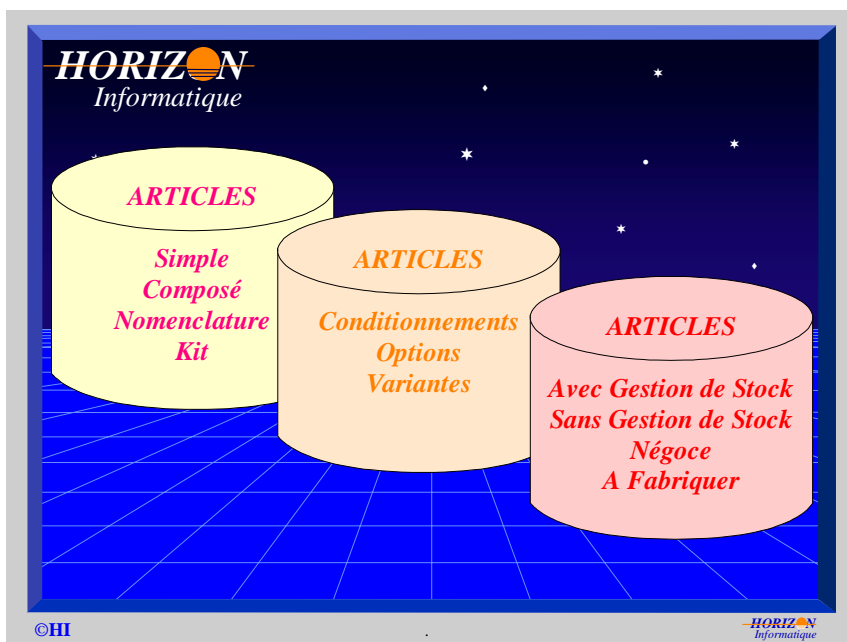 HORIZON
Informatique
ARTICLES
Simple
Composé
Nomenclature
Kit
ARTICLES
Conditionnements
Options
Variantes
ARTICLES
Avec Gestion de Stock
Sans Gestion de Stock
Négoce
A Fabriquer
©HI
.
HORIZON
Informatique